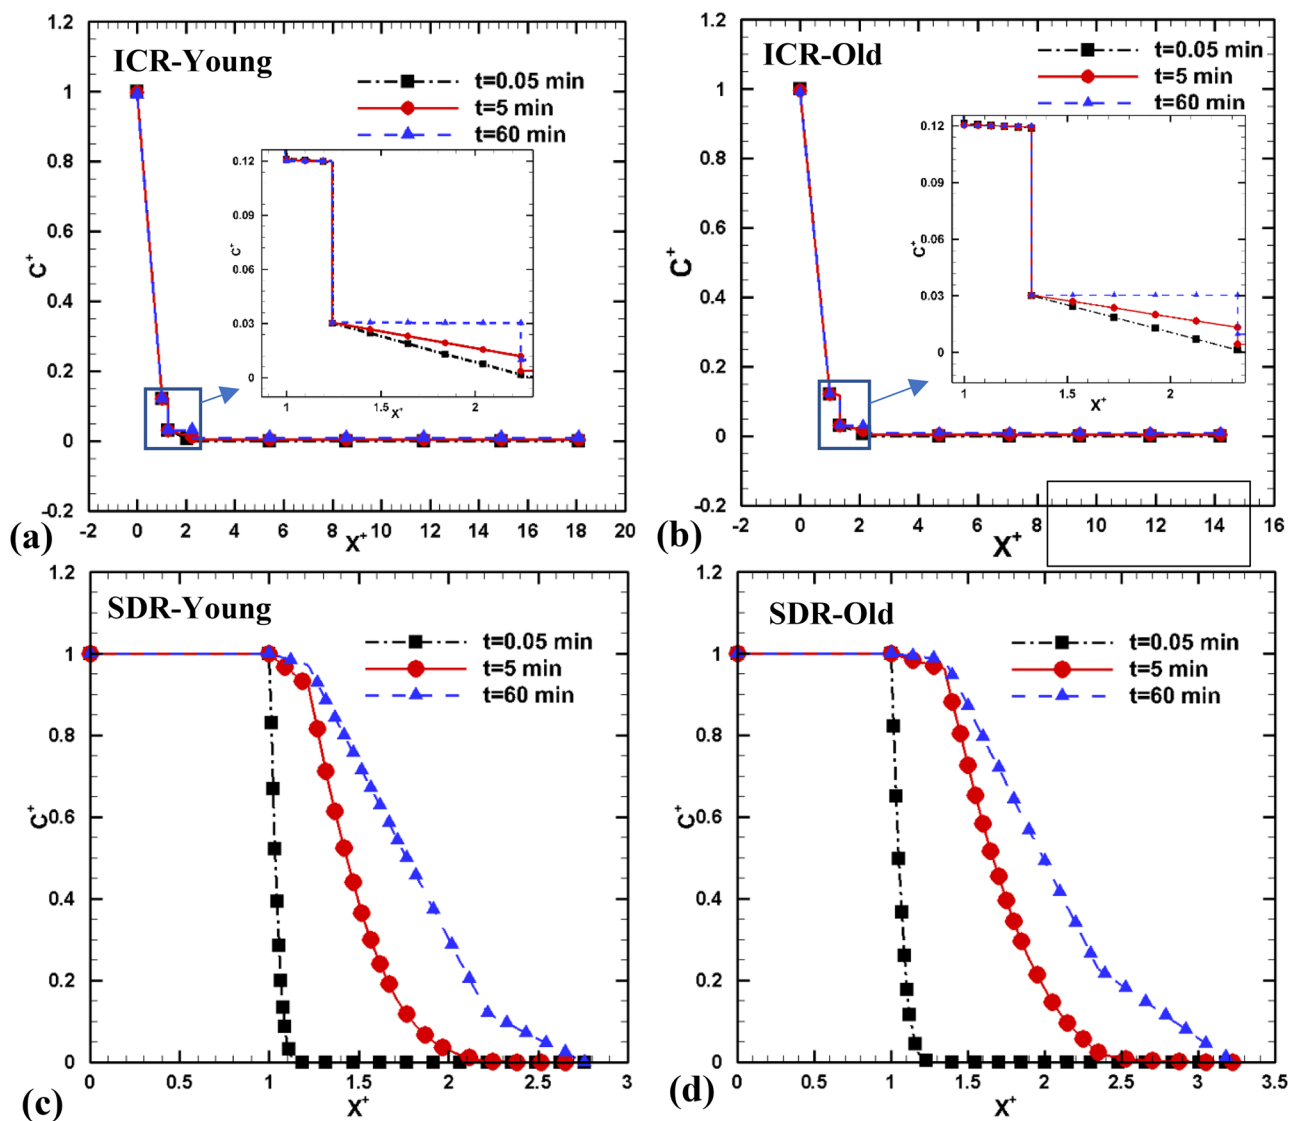 ICR-Young
t=0.05 min
t=5 min
t=60 min
1.2
1
0.8
0.6
0.4
0.2
0
-0.2
C⁺
-2 0 2 4 6 8 10 12 14 16 18 20
X⁺
0.12
0.09
0.06
0.03
0
C⁺
1 1.5 2
X⁺
(a)
ICR-Old
t=0.05 min
t=5 min
t=60 min
1.2
1
0.8
0.6
0.4
0.2
0
-0.2
C⁺
-2 0 2 4 6 8 10 12 14 16
X⁺
0.12
0.09
0.06
0.03
0
C⁺
1 1.5 2
X⁺
(b)
SDR-Young
t=0.05 min
t=5 min
t=60 min
1.2
1
0.8
0.6
0.4
0.2
0
C⁺
0 0.5 1 1.5 2 2.5 3
X⁺
(c)
SDR-Old
t=0.05 min
t=5 min
t=60 min
1.2
1
0.8
0.6
0.4
0.2
0
C⁺
0 0.5 1 1.5 2 2.5 3 3.5
X⁺
(d)